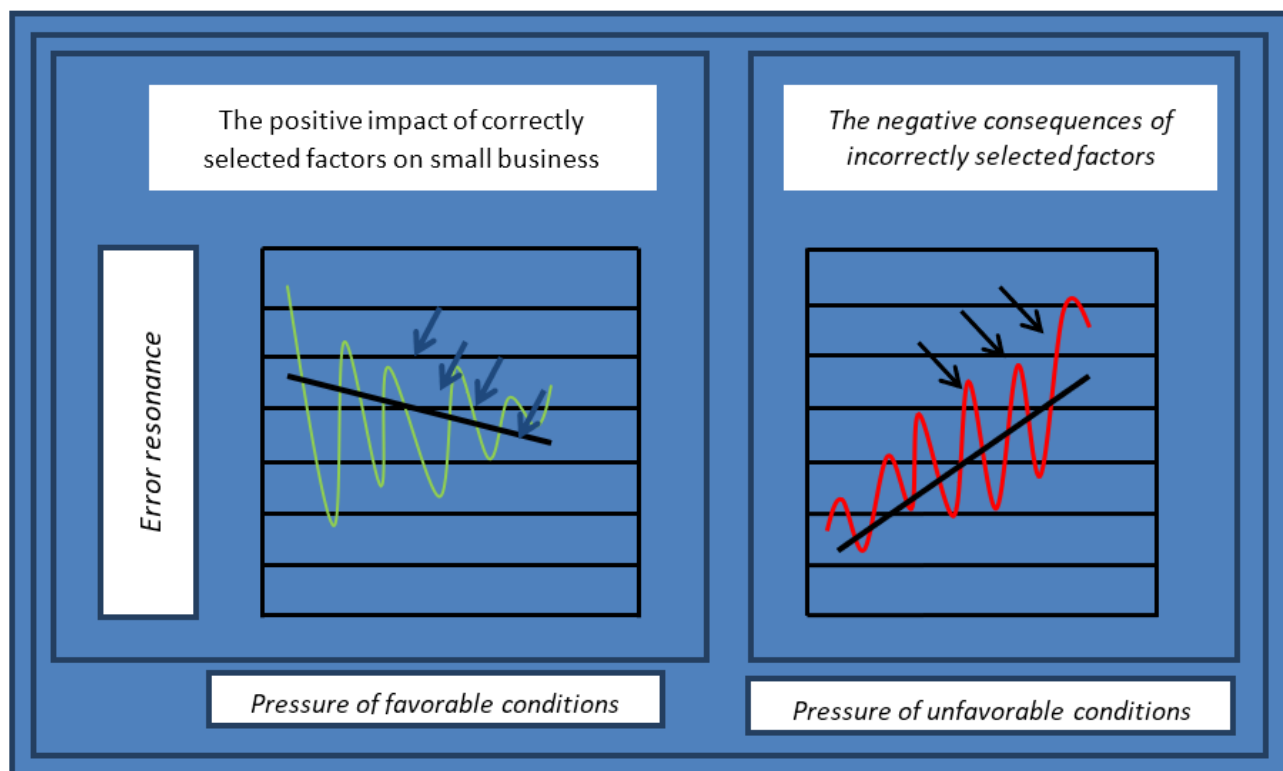 The positive impact of correctly
selected factors on small business
The negative consequences of
incorrectly selected factors
Error resonance
Pressure of favorable conditions
Pressure of unfavorable conditions